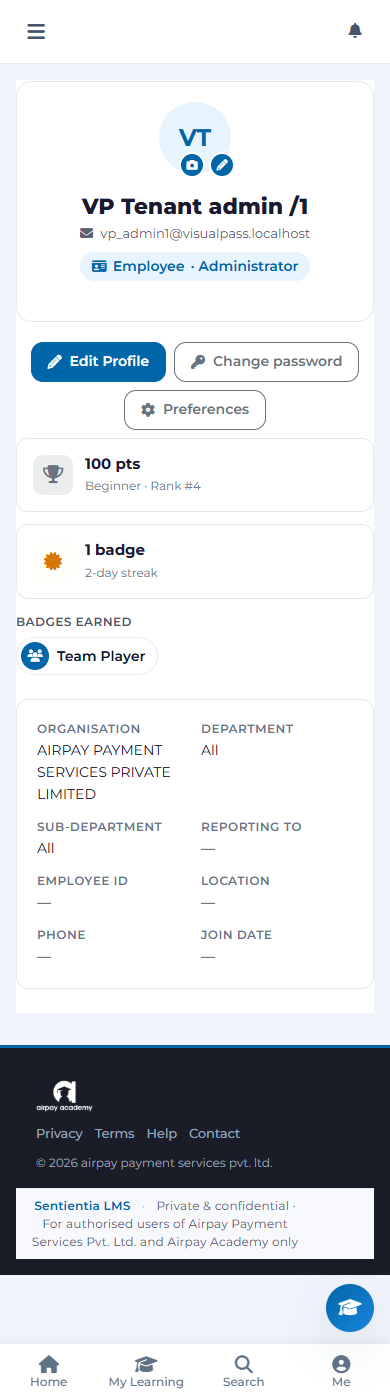 VT
VP Tenant admin /1
vp_admin1@visualpass.localhost
Employee · Administrator
Edit Profile
Change password
Preferences
100 pts
Beginner · Rank #4
1 badge
2-day streak
BADGES EARNED
Team Player
ORGANISATION
AIRPAY PAYMENT
SERVICES PRIVATE
LIMITED
DEPARTMENT
All
SUB-DEPARTMENT
All
REPORTING TO
—
EMPLOYEE ID
—
LOCATION
—
PHONE
—
JOIN DATE
—
airpay academy
Privacy Terms Help Contact
© 2026 airpay payment services pvt. ltd.
Sentientia LMS · Private & confidential ·
For authorised users of Airpay Payment
Services Pvt. Ltd. and Airpay Academy only
Home
My Learning
Search
Me